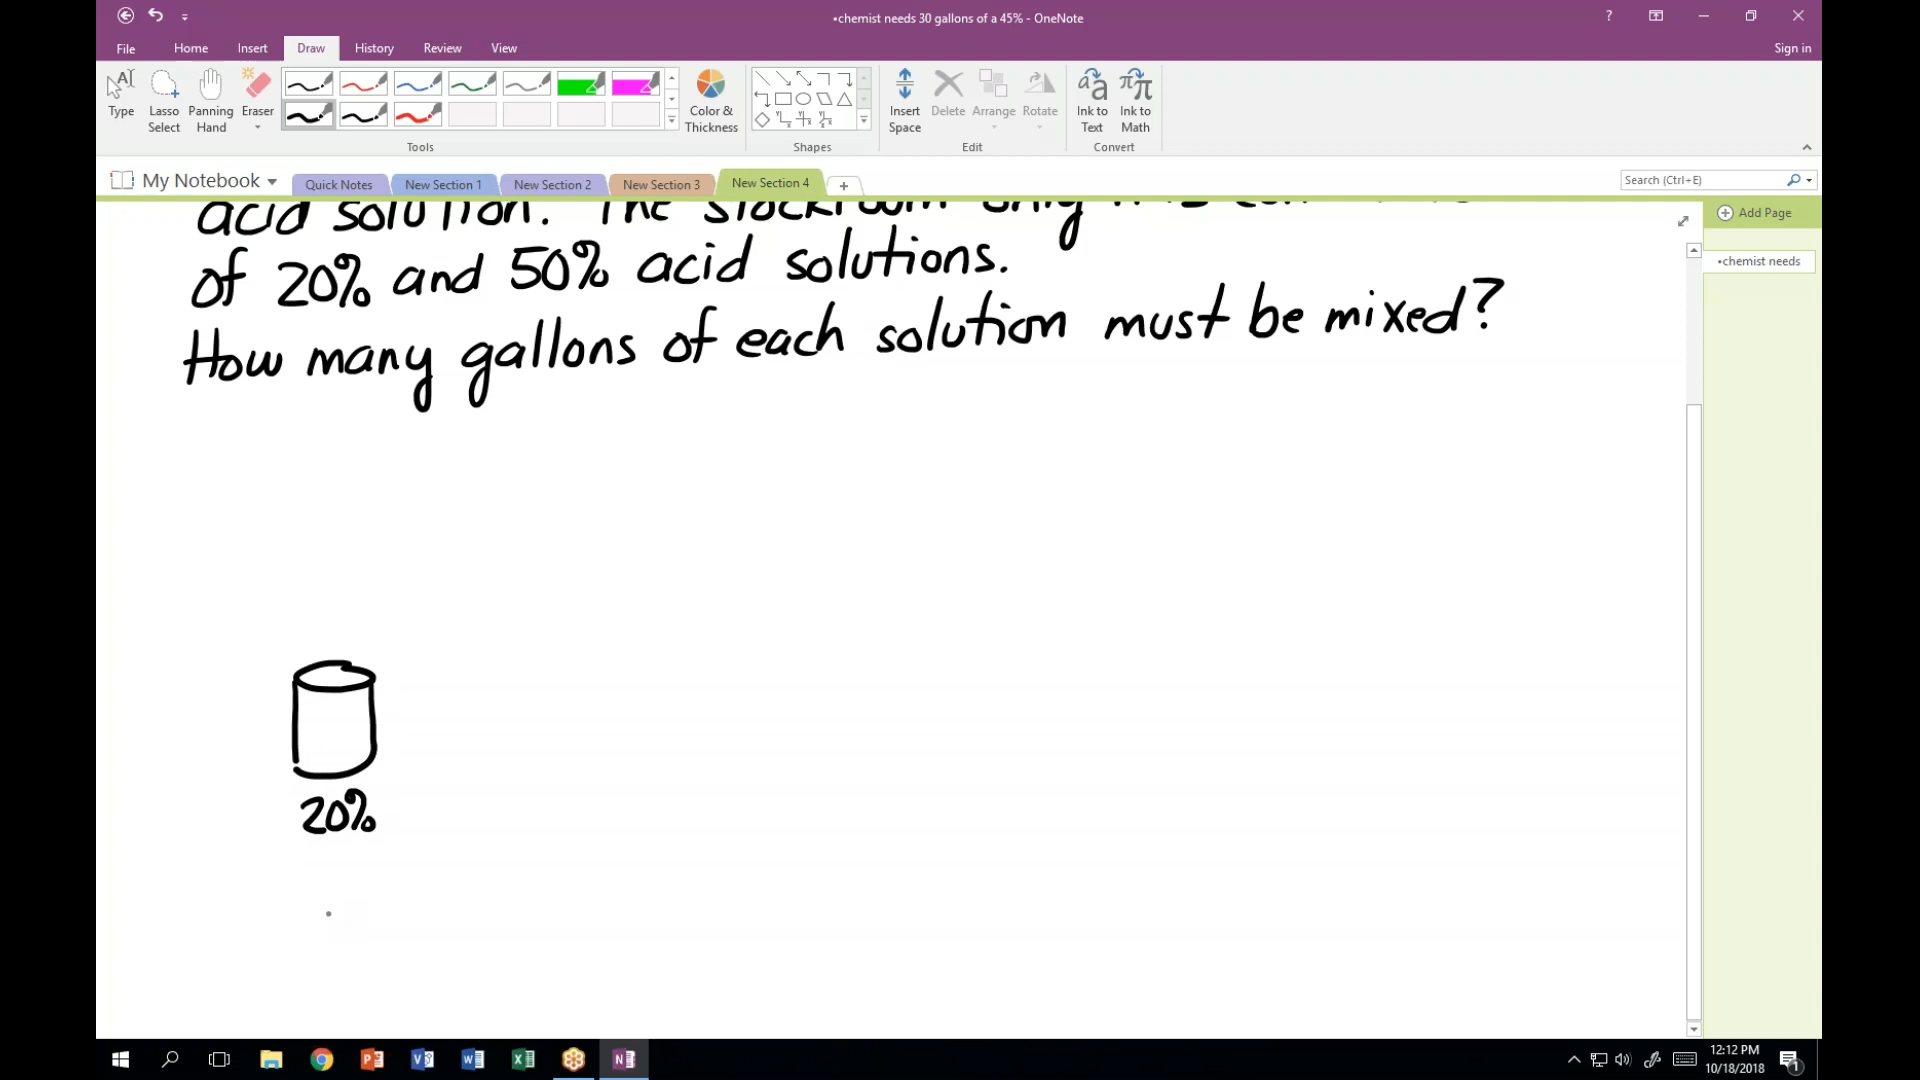 •chemist needs 30 gallons of a 45% - OneNote
?
File Home Insert Draw History Review View
Sign in
Type
Lasso Select
Panning Hand
Eraser
Color & Thickness
Insert Space
Delete
Arrange
Rotate
Ink to Text
Ink to Math
Tools
Shapes
Edit
Convert
My Notebook
Quick Notes
New Section 1
New Section 2
New Section 3
New Section 4
Search (Ctrl+E)
Add Page
•chemist needs
acid solution. The stockroom only has
of 20% and 50% acid solutions.
How many gallons of each solution must be mixed?
20%
12:12 PM
10/18/2018